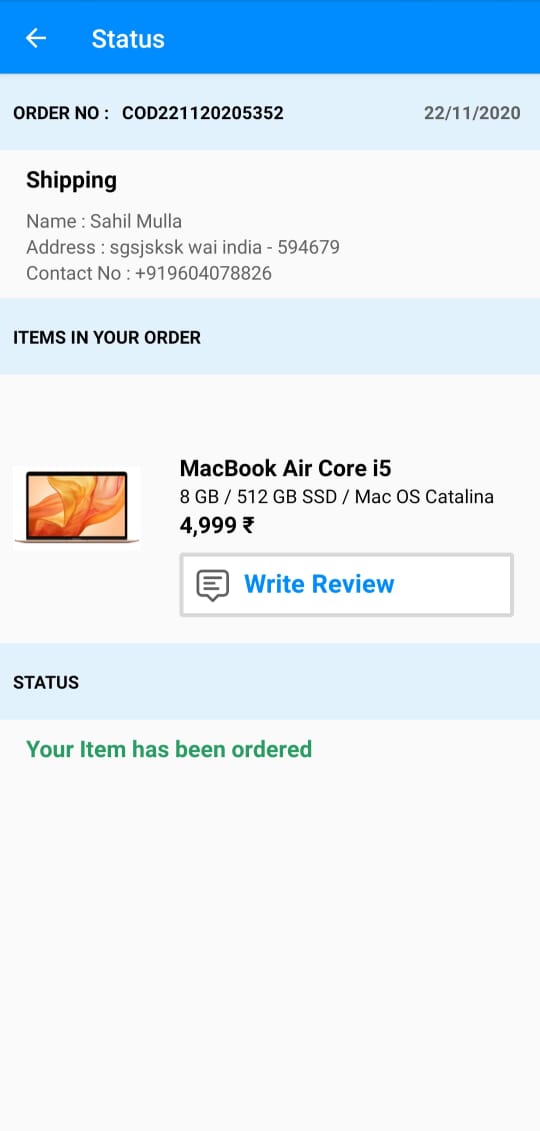 Status
ORDER NO : COD221120205352 22/11/2020
Shipping
Name : Sahil Mulla
Address : sgsjsksk wai india - 594679
Contact No : +919604078826
ITEMS IN YOUR ORDER
MacBook Air Core i5
8 GB / 512 GB SSD / Mac OS Catalina
4,999 ₹
Write Review
STATUS
Your Item has been ordered